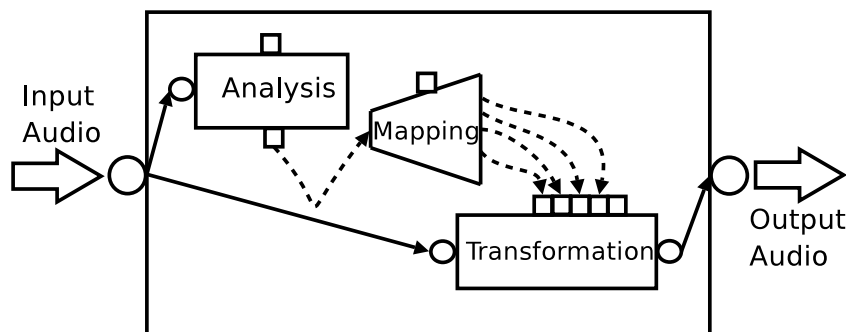 Input
Audio
Analysis
Mapping
Transformation
Output
Audio